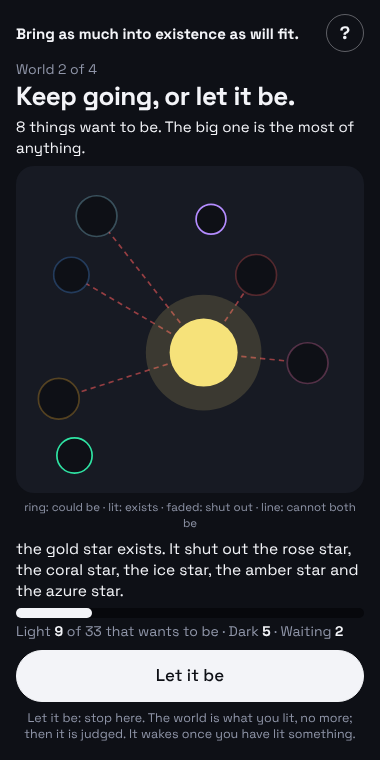 Bring as much into existence as will fit.
?
World 2 of 4
Keep going, or let it be.
8 things want to be. The big one is the most of
anything.
ring: could be · lit: exists · faded: shut out · line: cannot both
be
the gold star exists. It shut out the rose star,
the coral star, the ice star, the amber star and
the azure star.
Light 9 of 33 that wants to be · Dark 5 · Waiting 2
Let it be
Let it be: stop here. The world is what you lit, no more;
then it is judged. It wakes once you have lit something.